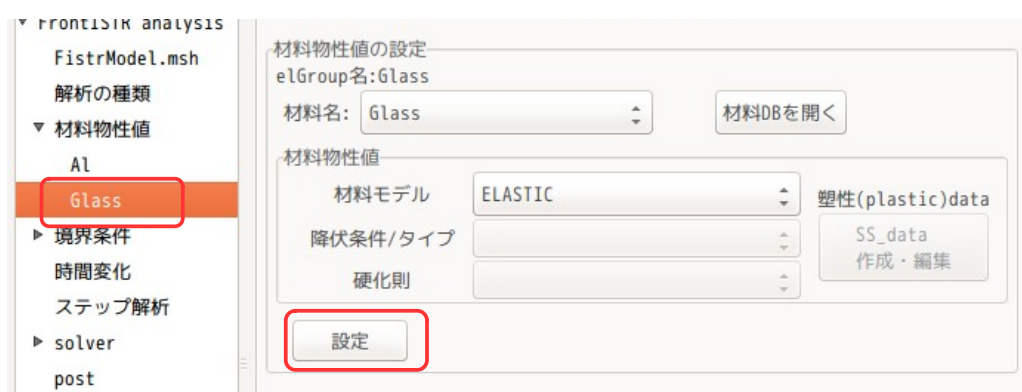 FrontISTR analysis
FistrModel.msh
解析の種類
材料物性値
Al
Glass
境界条件
時間変化
ステップ解析
solver
post
材料物性値の設定
elGroup名:Glass
材料名: Glass 材料DBを開く
材料物性値
材料モデル ELASTIC 塑性(plastic)data
降伏条件/タイプ SS_data
作成・編集
硬化則
設定